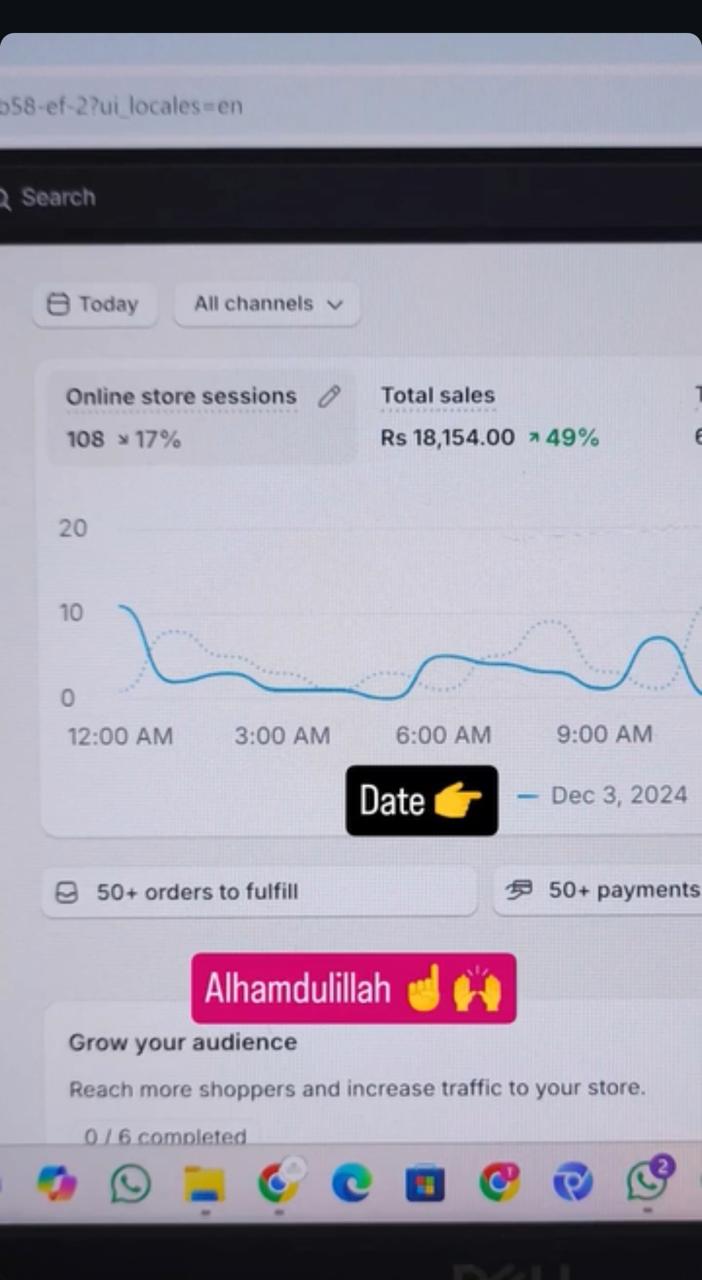 b58-ef-2?ui_locales=en
Search
Today
All channels
Online store sessions
Total sales
108 ↘ 17%
Rs 18,154.00 ↗ 49%
20
10
0
12:00 AM
3:00 AM
6:00 AM
9:00 AM
Date 👉
Dec 3, 2024
50+ orders to fulfill
50+ payments
Alhamdulillah ☝️🙌
Grow your audience
Reach more shoppers and increase traffic to your store.
0 / 6 completed
2